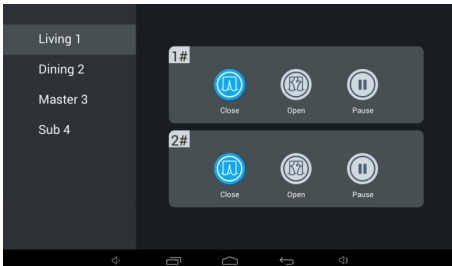 Living 1
Dining 2
Master 3
Sub 4
1#
Close Open Pause
2#
Close Open Pause